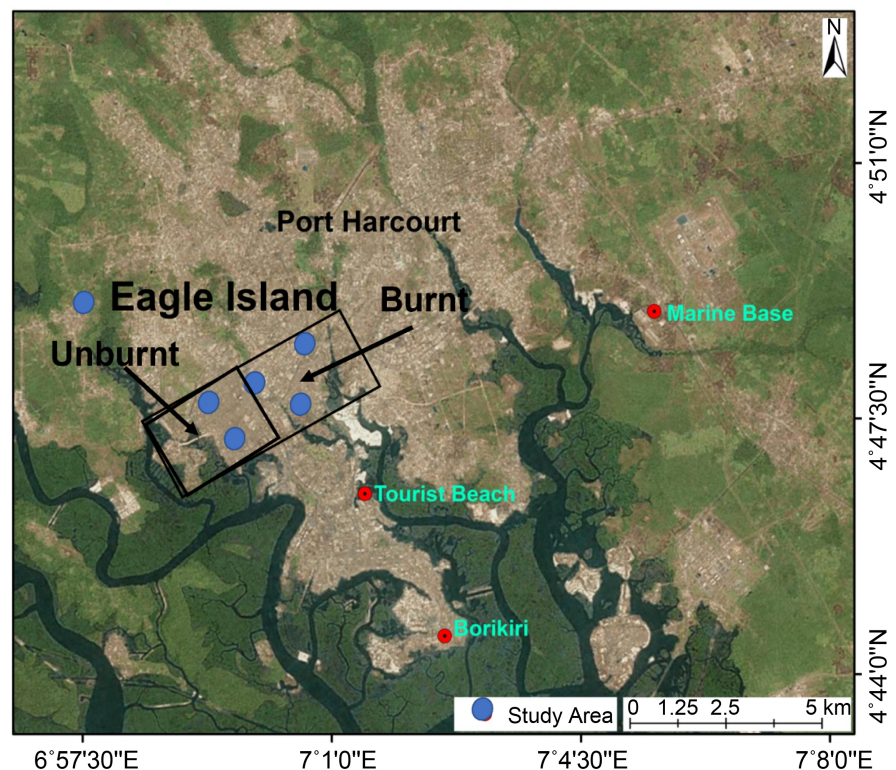 N
4°51'0"N
Port Harcourt
Eagle Island
Burnt
Marine Base
Unburnt
4°47'30"N
Tourist Beach
Borikiri
4°44'0"N
Study Area
0 1.25 2.5 5 km
6°57'30"E 7°1'0"E 7°4'30"E 7°8'0"E